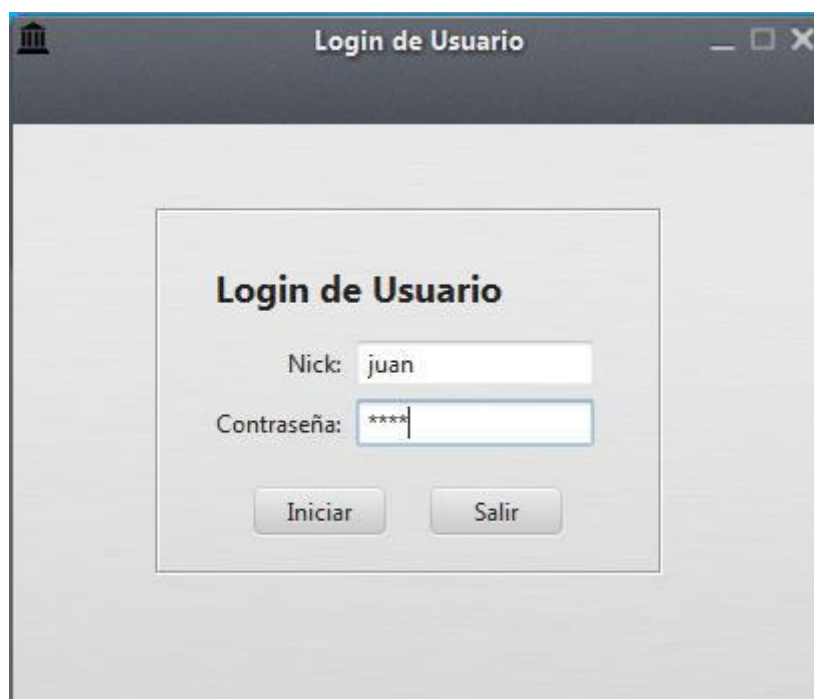 Login de Usuario
Login de Usuario
Nick: juan
Contraseña: ****
Iniciar Salir